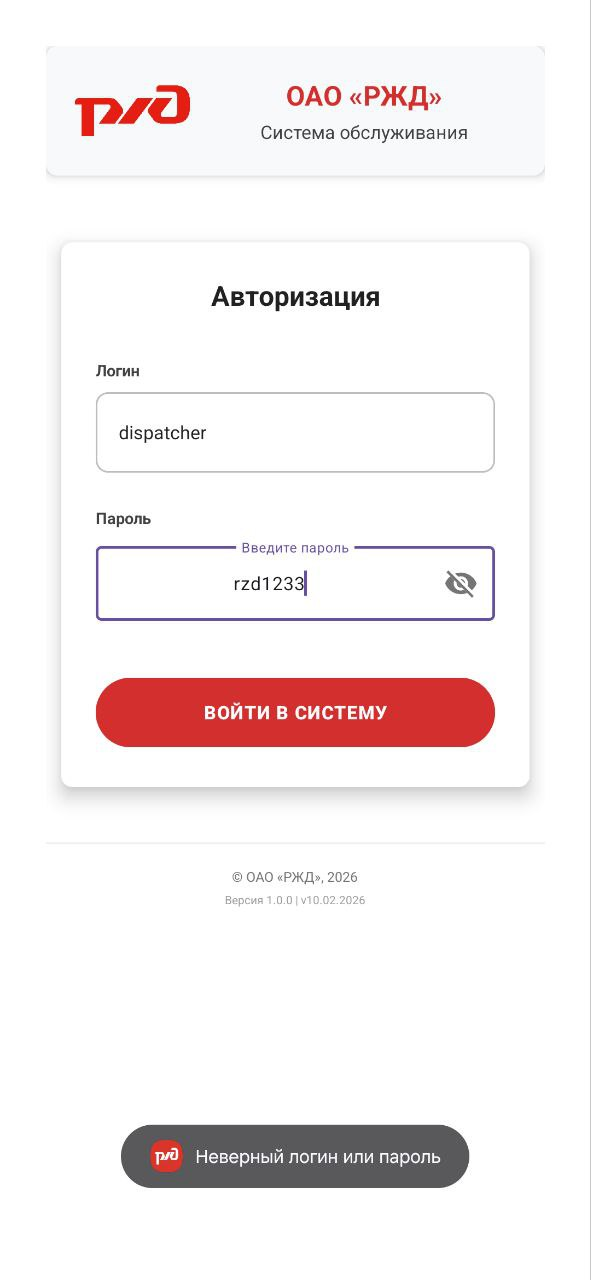 ржд
ОАО «РЖД»
Система обслуживания
Авторизация
Логин
dispatcher
Пароль
Введите пароль
rzd1233
ВОЙТИ В СИСТЕМУ
© ОАО «РЖД», 2026
Версия 1.0.0 | v10.02.2026
ржд Неверный логин или пароль